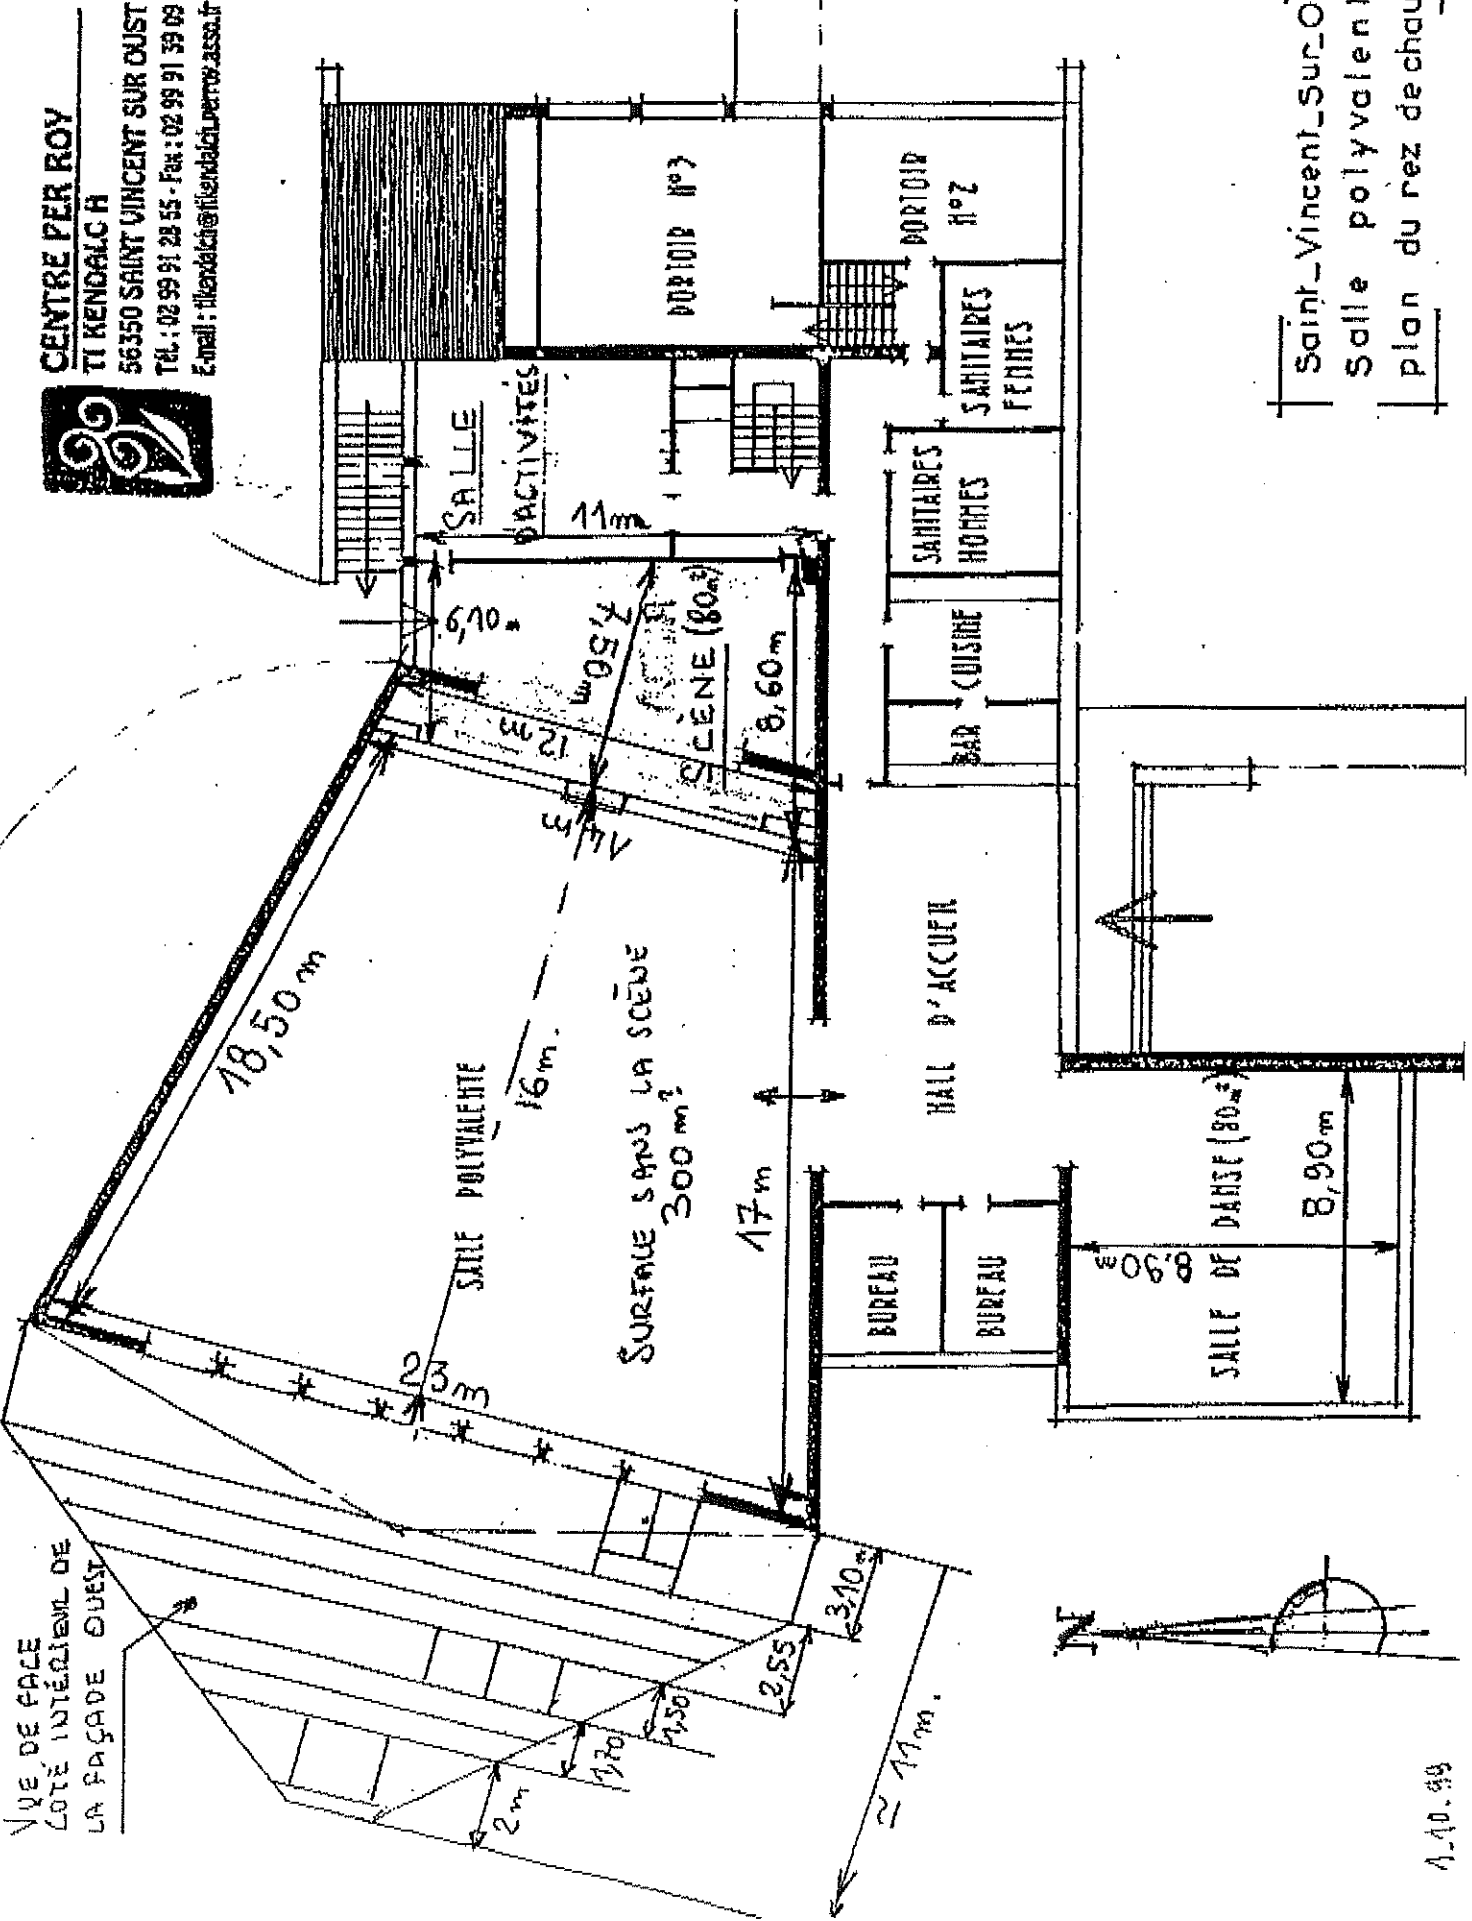 CENTRE PER ROY
TI KENDALC'H
56350 SAINT VINCENT SUR OUST
Tél. : 02 99 91 28 55 - Fax : 02 99 91 39 09
Saint_Vincent_Sur_O
Salle polyvalen
plan du rez de chau
VUE DE FACE
COTÉ INTÉRIEUR DE
LA FAÇADE OUEST
SALLE
D'ACTIVITÉS
11m
DORTOIR N°3
DORTOIR
N°2
SANITAIRES
FEMMES
SANITAIRES
HOMMES
CUISINE
BAR
6,10m
7,50m
SCÈNE (80m²)
8,60m
12m
14m
18,50m
SALLE POLYVALENTE
16m.
SURFACE SANS LA SCÈNE
300m²
17m
23m
HALL D'ACCUEIL
BUREAU
BUREAU
SALLE DE DANSE (80m²)
8,90m
8,90m
3,10m
2,55
1,50
1,70
2m
≃ 11m.
N
1.10.99